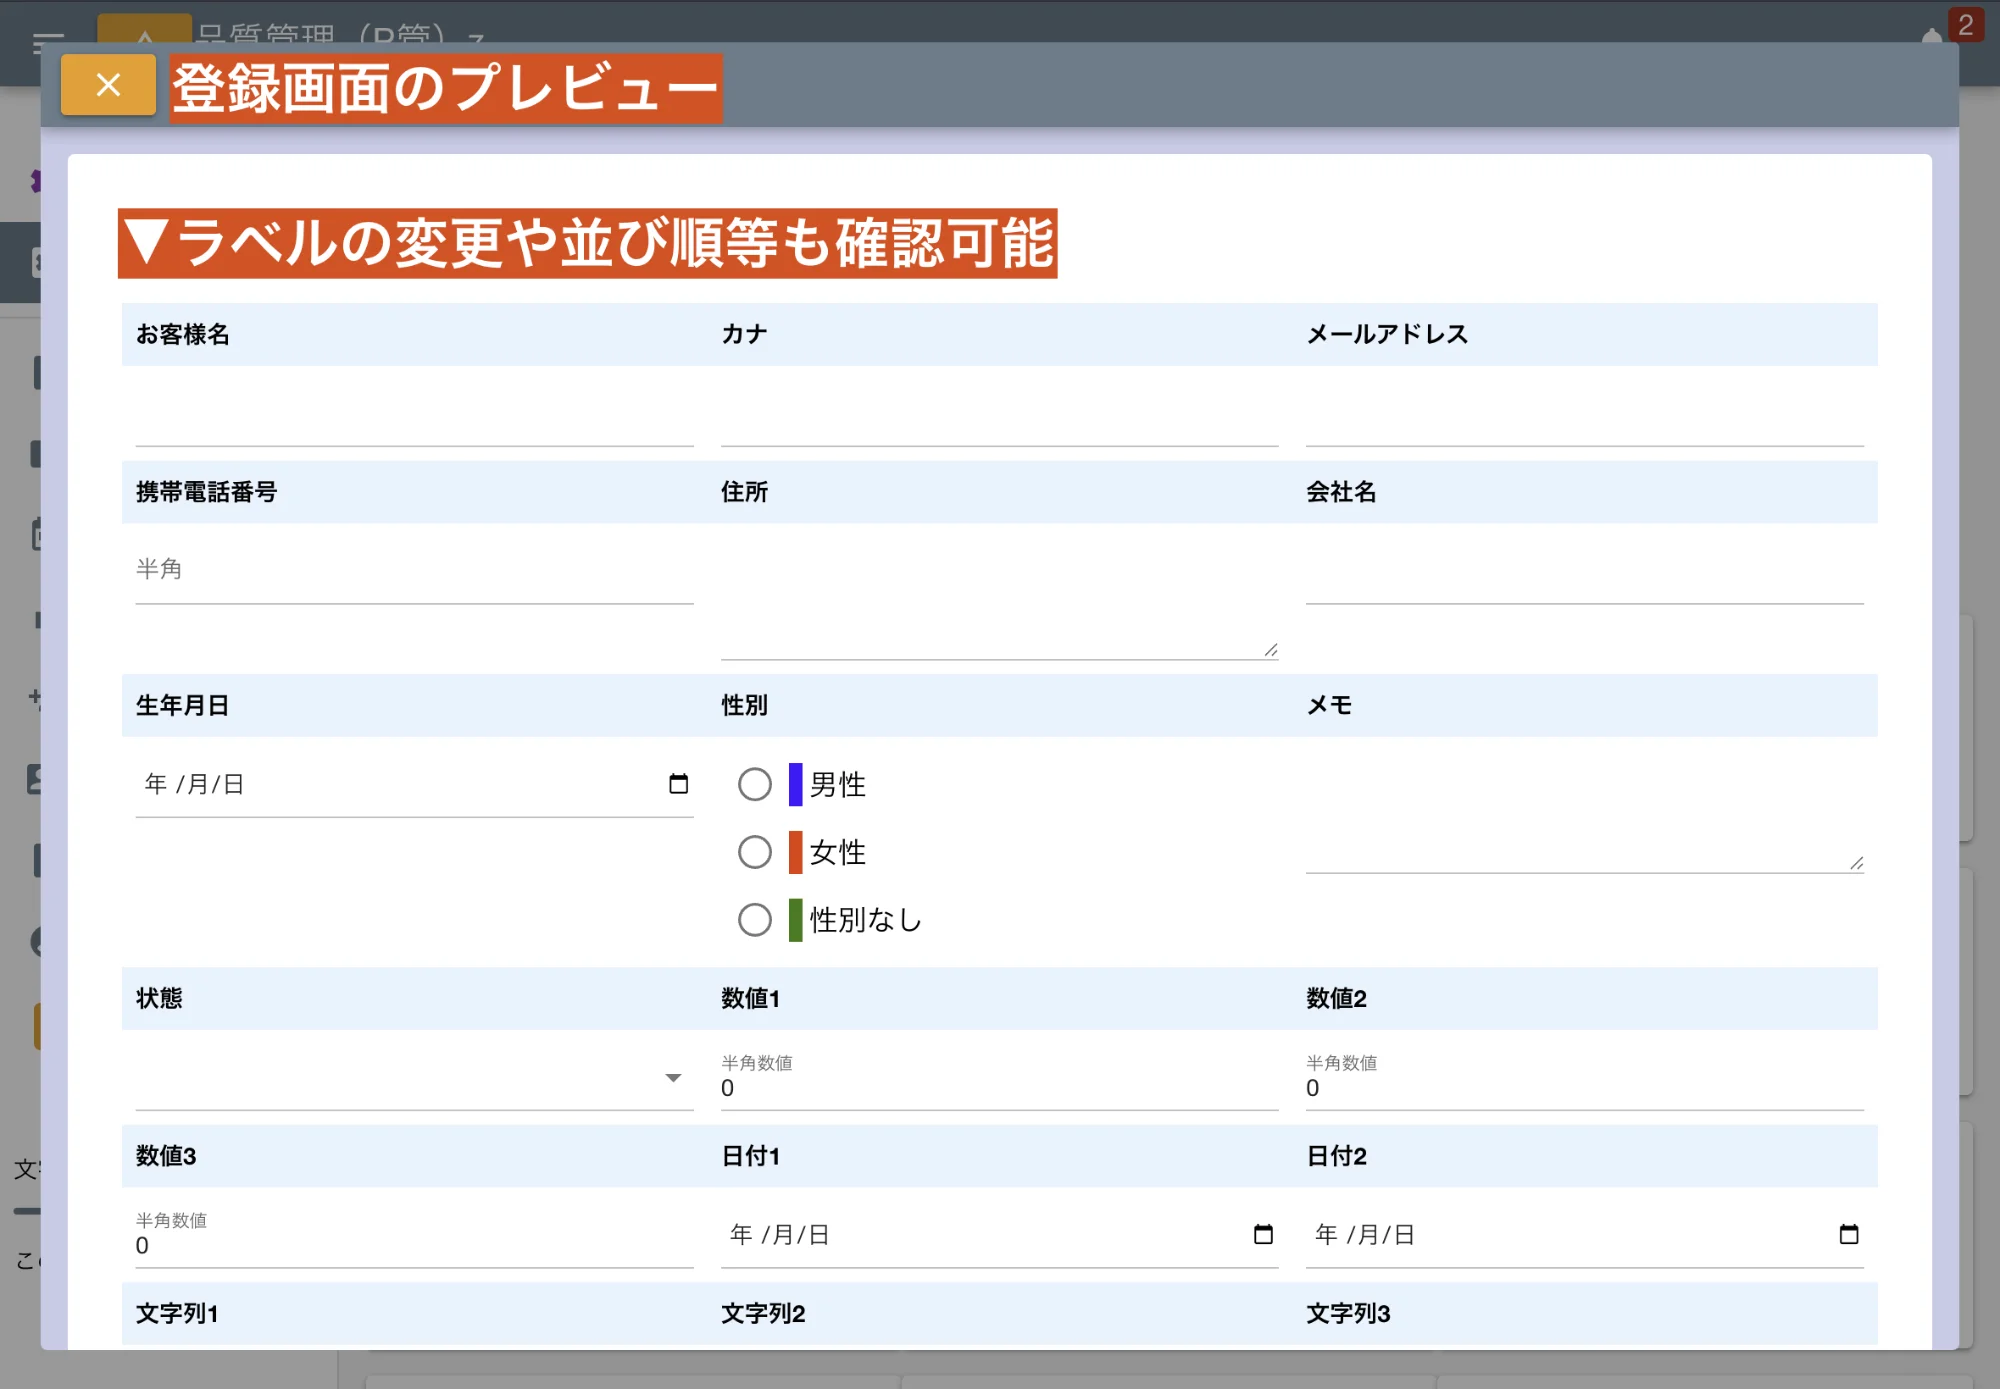 品質管理
2
登録画面のプレビュー
▼ラベルの変更や並び順等も確認可能
お客様名 カナ メールアドレス
携帯電話番号 住所 会社名
半角
生年月日 性別 メモ
年 /月/日
男性
女性
性別なし
状態 数値1 数値2
半角数値 半角数値
0 0
数値3 日付1 日付2
半角数値
0
年 /月/日 年 /月/日
文字列1 文字列2 文字列3